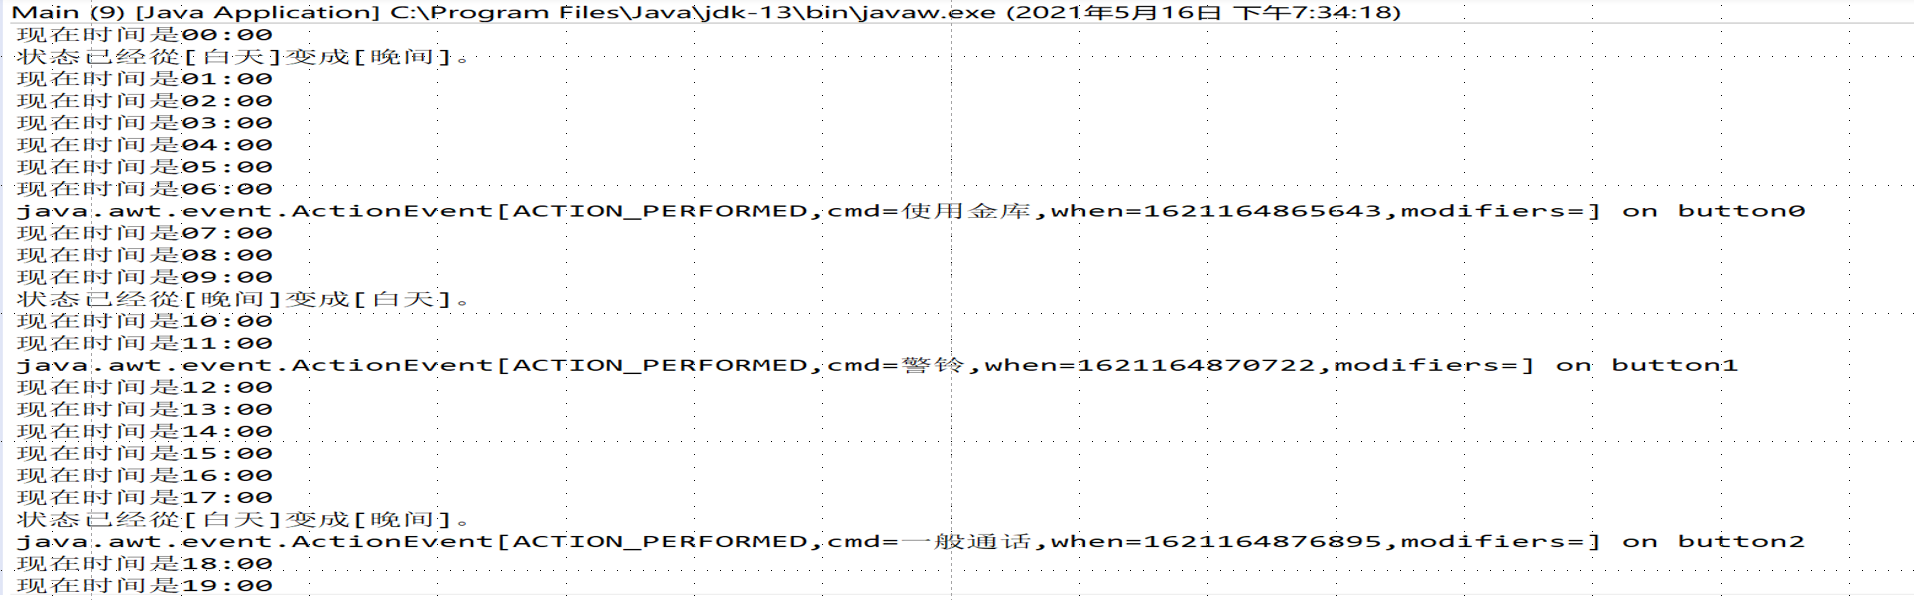 Main (9) [Java Application] C:\Program Files\Java\jdk-13\bin\javaw.exe (2021年5月16日 下午7:34:18)
现在时间是00:00
状态已经從[白天]变成[晚间]。
现在时间是01:00
现在时间是02:00
现在时间是03:00
现在时间是04:00
现在时间是05:00
现在时间是06:00
java.awt.event.ActionEvent[ACTION_PERFORMED,cmd=使用金库,when=1621164865643,modifiers=] on button0
现在时间是07:00
现在时间是08:00
现在时间是09:00
状态已经從[晚间]变成[白天]。
现在时间是10:00
现在时间是11:00
java.awt.event.ActionEvent[ACTION_PERFORMED,cmd=警铃,when=1621164870722,modifiers=] on button1
现在时间是12:00
现在时间是13:00
现在时间是14:00
现在时间是15:00
现在时间是16:00
现在时间是17:00
状态已经從[白天]变成[晚间]。
java.awt.event.ActionEvent[ACTION_PERFORMED,cmd=一般通话,when=1621164876895,modifiers=] on button2
现在时间是18:00
现在时间是19:00